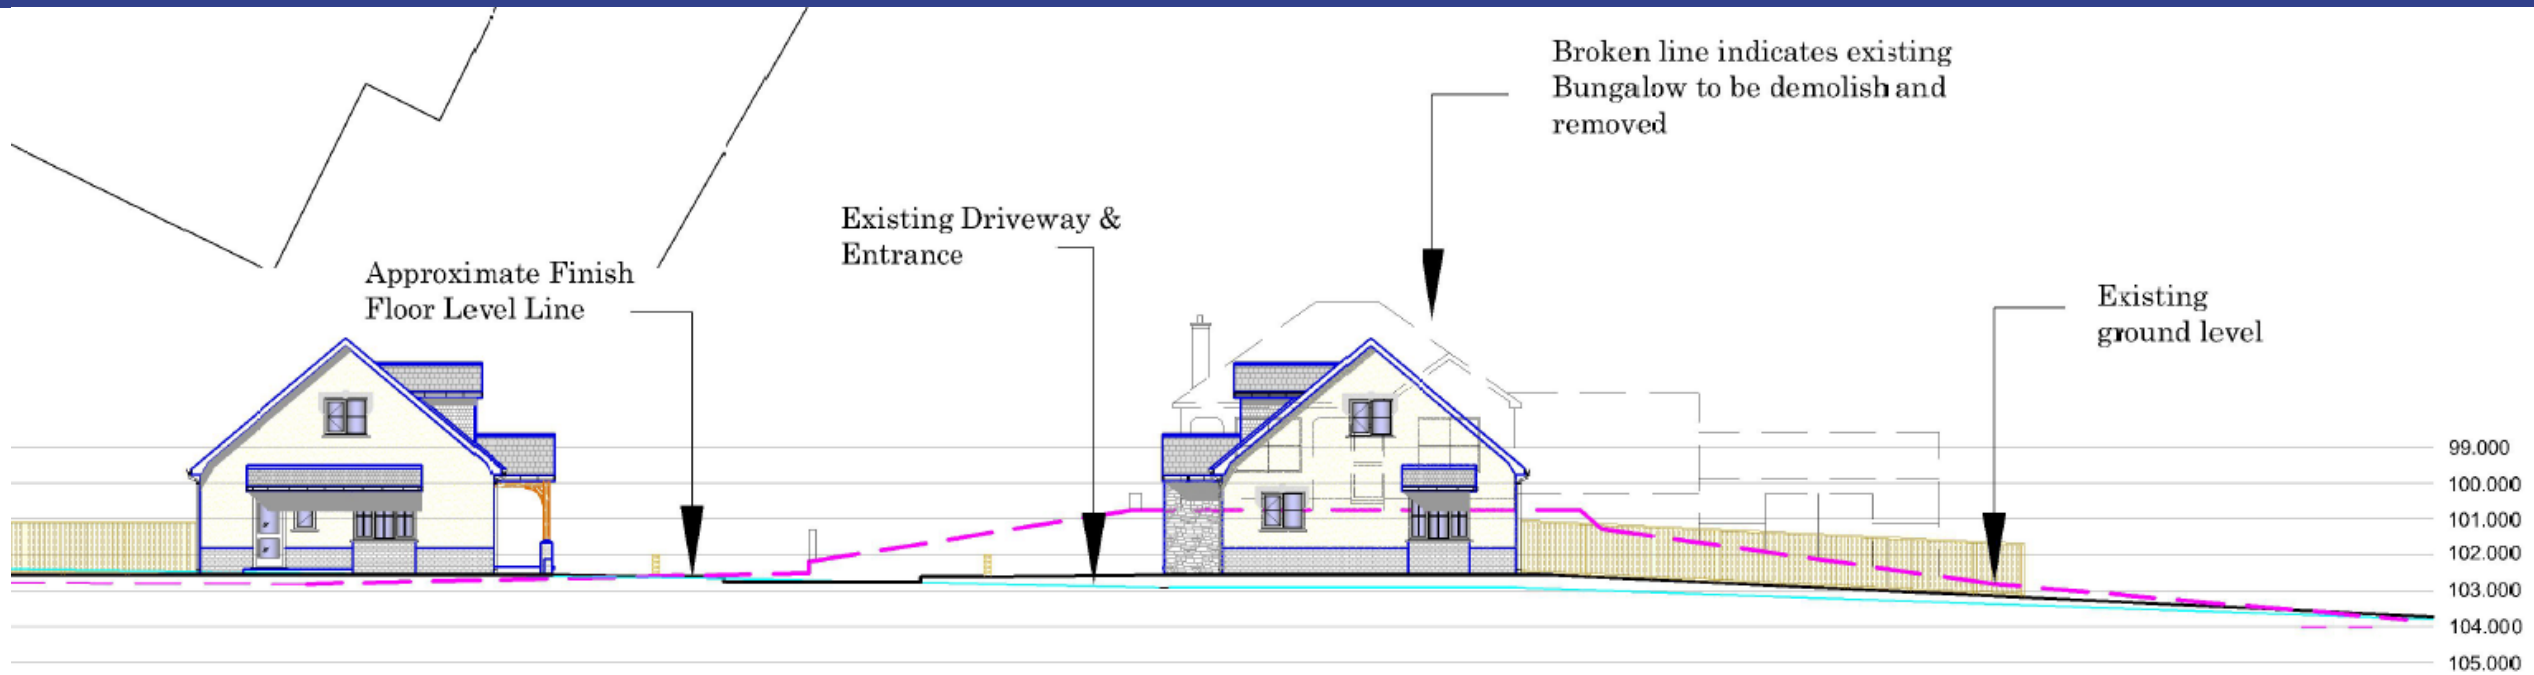 Broken line indicates existing
Bungalow to be demolish and
removed
Existing Driveway &
Entrance
Approximate Finish
Floor Level Line
Existing
ground level
99.000
100.000
101.000
102.000
103.000
104.000
105.000